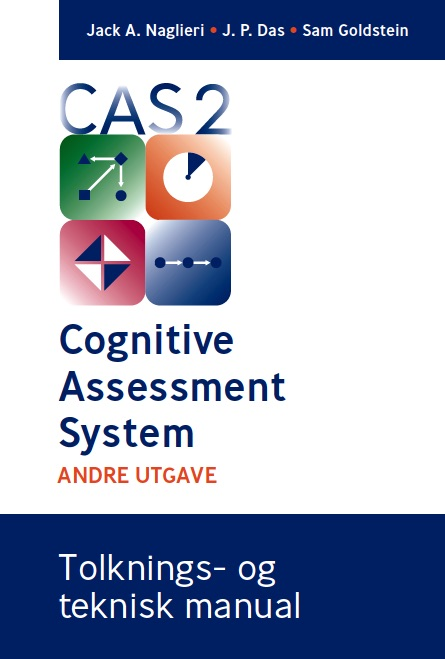 Jack A. Naglieri • J. P. Das • Sam Goldstein
CAS 2
Cognitive
Assessment
System
ANDRE UTGAVE
Tolknings- og
teknisk manual